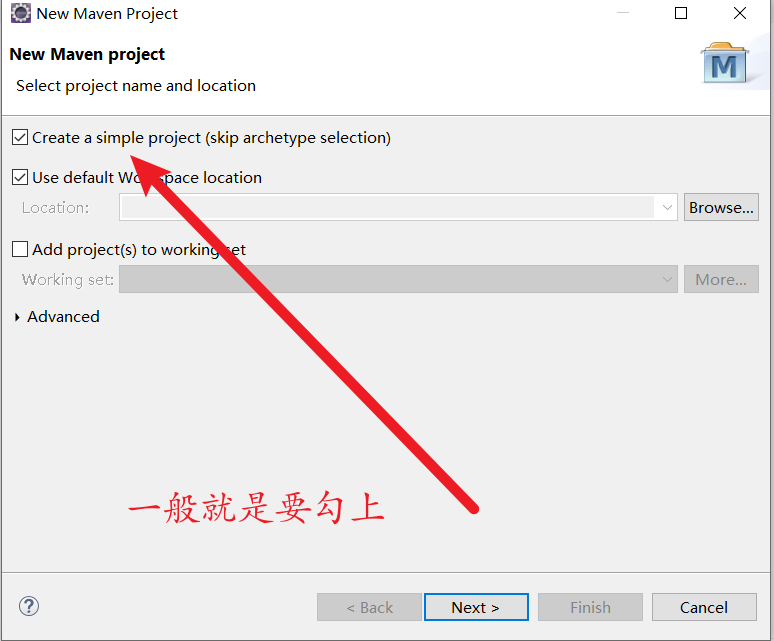 New Maven Project
New Maven project
Select project name and location
M
Create a simple project (skip archetype selection)
Use default Workspace location
Location:
Browse...
Add project(s) to working set
Working set:
More...
Advanced
一般就是要勾上
?
< Back
Next >
Finish
Cancel